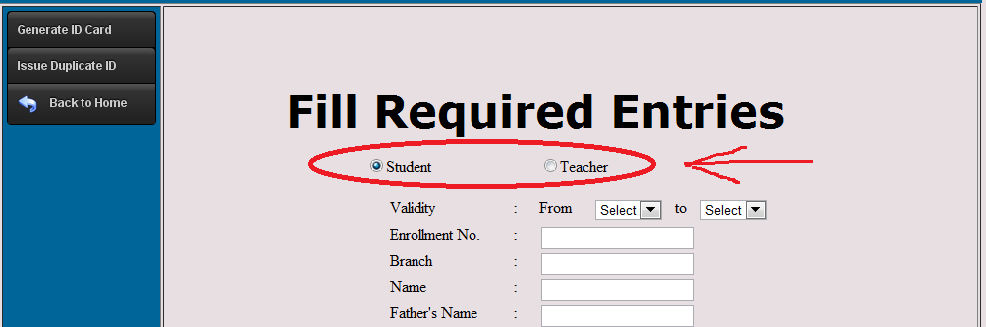 Generate ID Card
Issue Duplicate ID
Back to Home
Fill Required Entries
Student Teacher
Validity : From Select to Select
Enrollment No. :
Branch :
Name :
Father's Name :